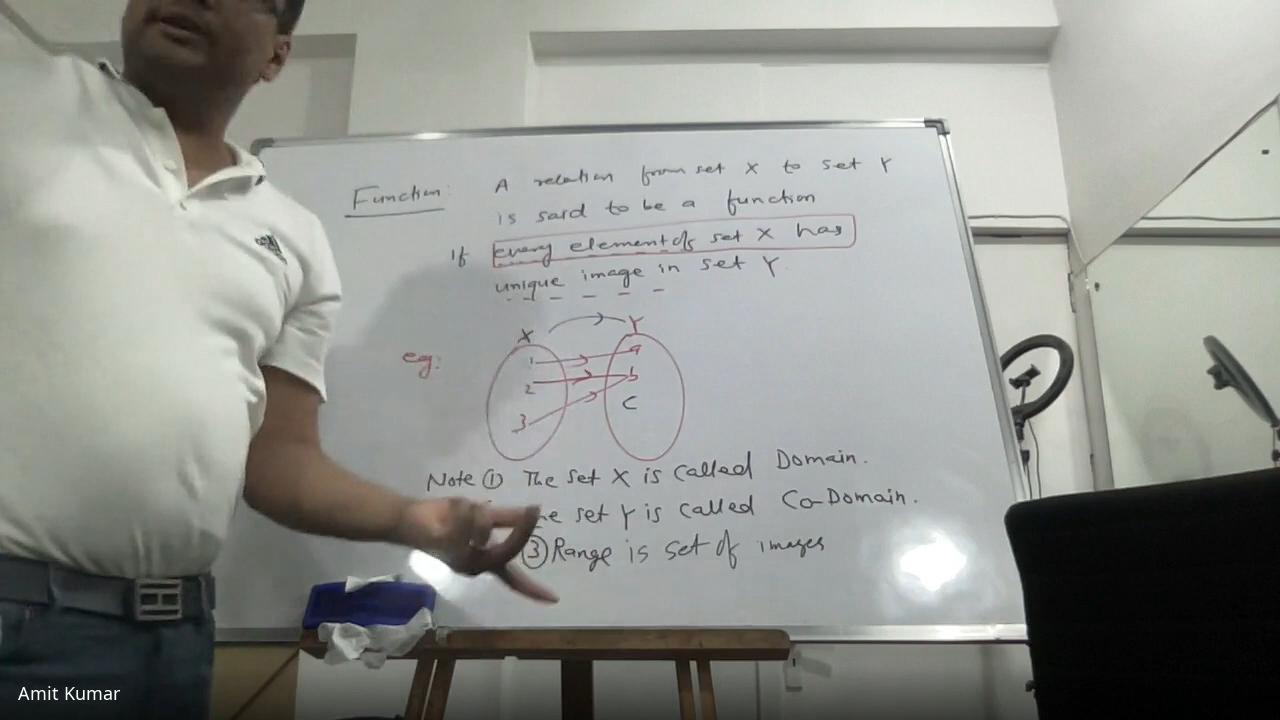 Function: A relation from set X to set Y
is said to be a function
If every element of set X has
unique image in set Y.
eg:
X Y
1 a
2 b
3 C
Note ① The set X is called Domain.
set Y is called Co-Domain.
③ Range is set of images
Amit Kumar